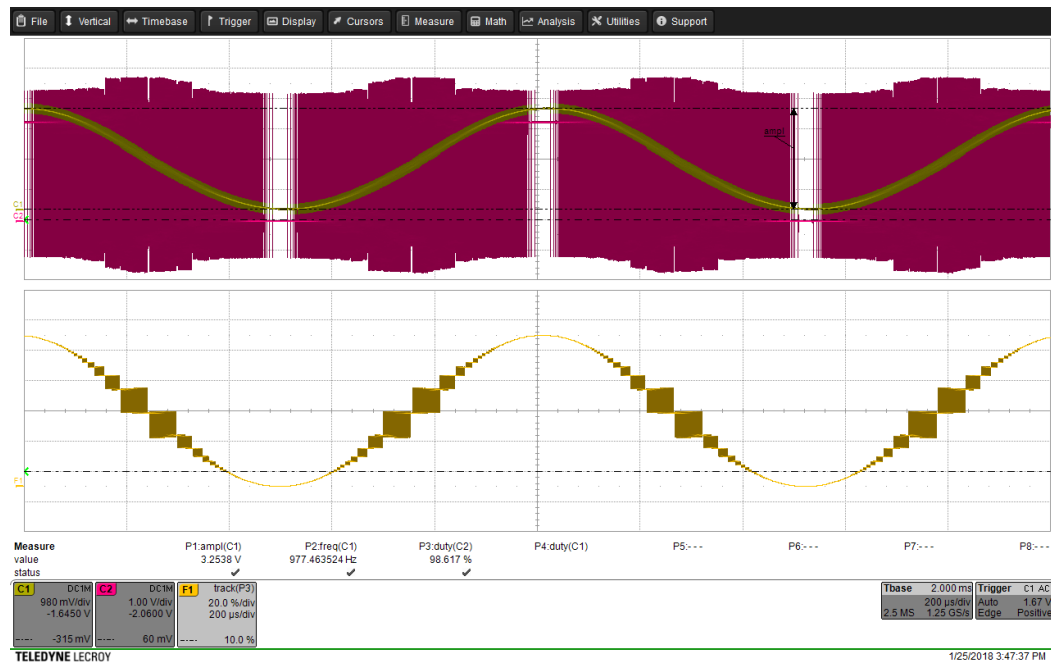 File Vertical Timebase Trigger Display Cursors Measure Math Analysis Utilities Support
ampl
C1
C2
F1
Measure P1:ampl(C1) P2:freq(C1) P3:duty(C2) P4:duty(C1) P5:- - - P6:- - - P7:- - - P8:- - -
value 3.2538 V 977.463524 Hz 98.617 %
status
C1 DC1M C2 DC1M F1 track(P3) Tbase 2.000 ms Trigger C1 AC
980 mV/div 1.00 V/div 20.0 %/div 200 µs/div Auto 1.67 V
-1.6450 V -2.0600 V 200 µs/div 2.5 MS 1.25 GS/s Edge Positive
-315 mV 60 mV 10.0 %
TELEDYNE LECROY 1/25/2018 3:47:37 PM